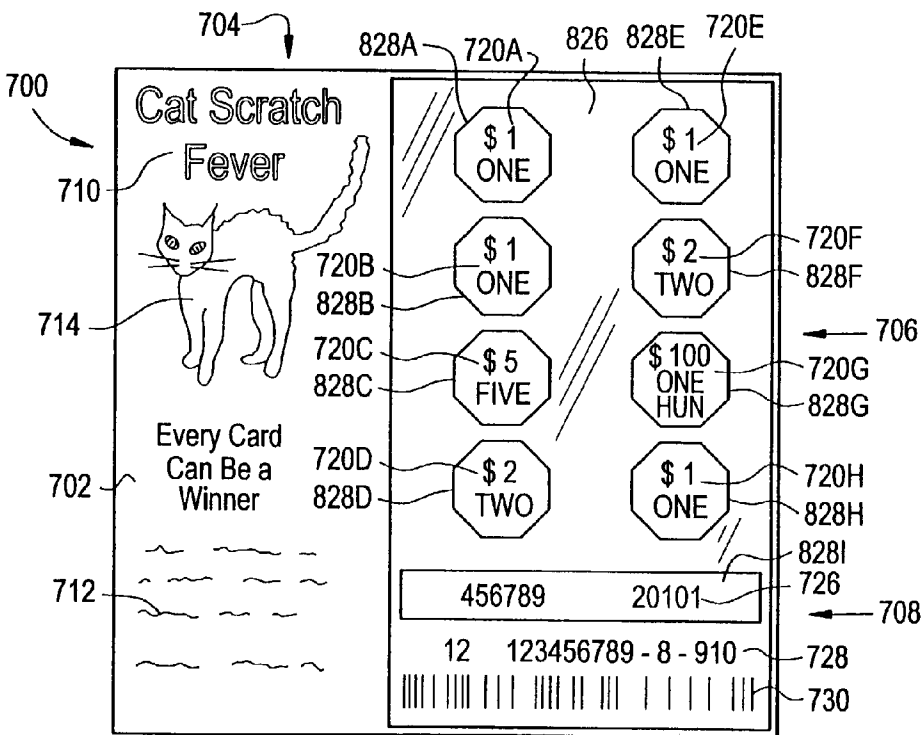 704
828A
720A
826
828E
720E
700
Cat Scratch
Fever
710
$ 1
ONE
$ 1
ONE
720B
828B
$ 1
ONE
$ 2
TWO
720F
828F
714
720C
828C
$ 5
FIVE
$ 100
ONE
HUN
706
720G
828G
Every Card
Can Be a
Winner
702
720D
828D
$ 2
TWO
$ 1
ONE
720H
828H
828I
712
456789 20101
726
708
12 123456789 - 8 - 910
728
730